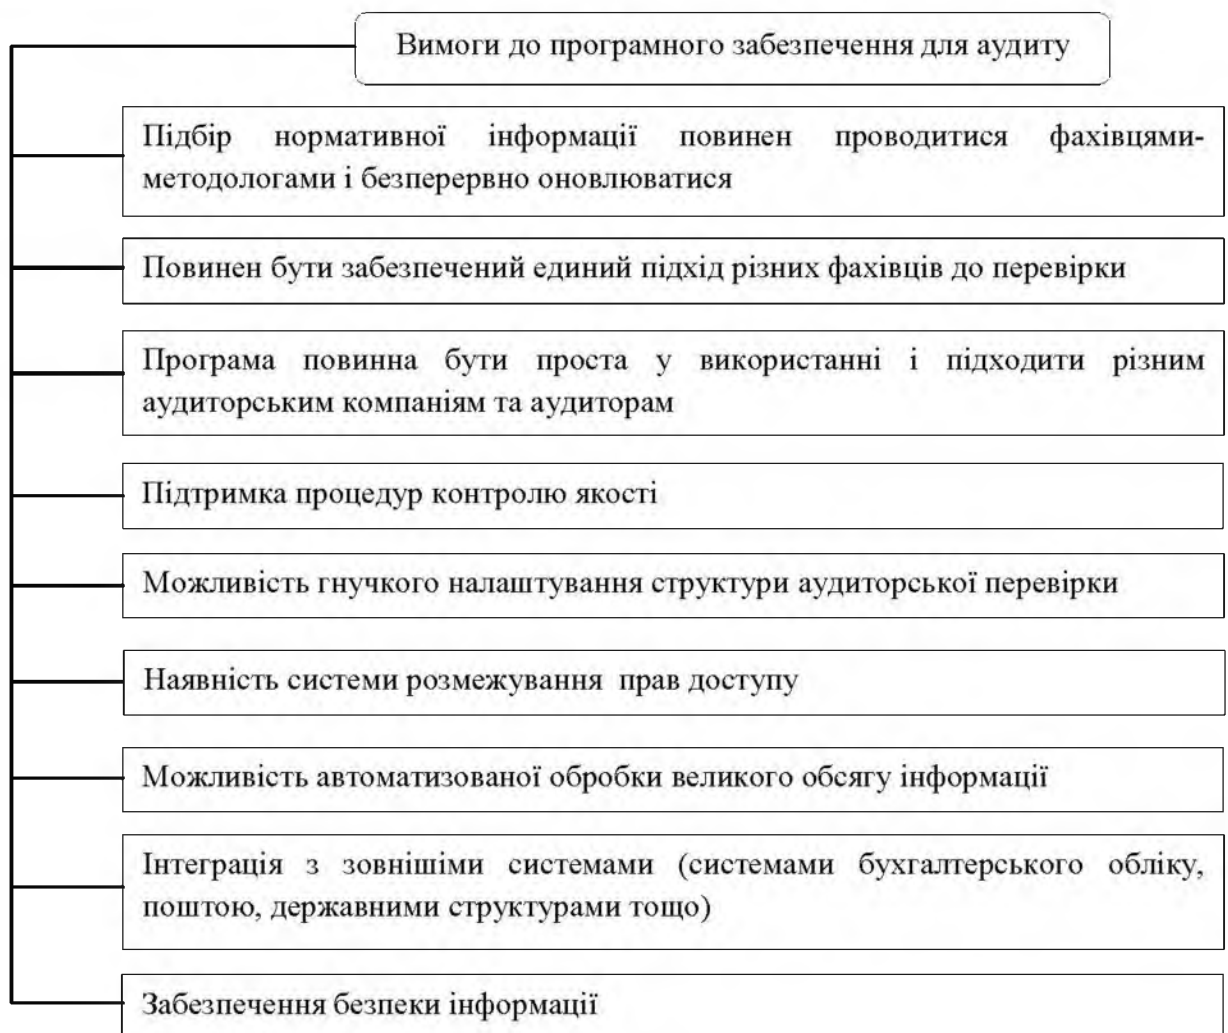 Вимоги до програмного забезпечення для аудиту
Підбір нормативної інформації повинен проводитися фахівцями-
методологами і безперервно оновлюватися
Повинен бути забезпечений единий підхід різних фахівців до перевірки
Програма повинна бути проста у використанні і підходити різним
аудиторським компаніям та аудиторам
Підтримка процедур контролю якості
Можливість гнучкого налаштування структури аудиторської перевірки
Наявність системи розмежування прав доступу
Можливість автоматизованої обробки великого обсягу інформації
Інтеграція з зовнішіми системами (системами бухгалтерського обліку,
поштою, державними структурами тощо)
Забезпечення безпеки інформації